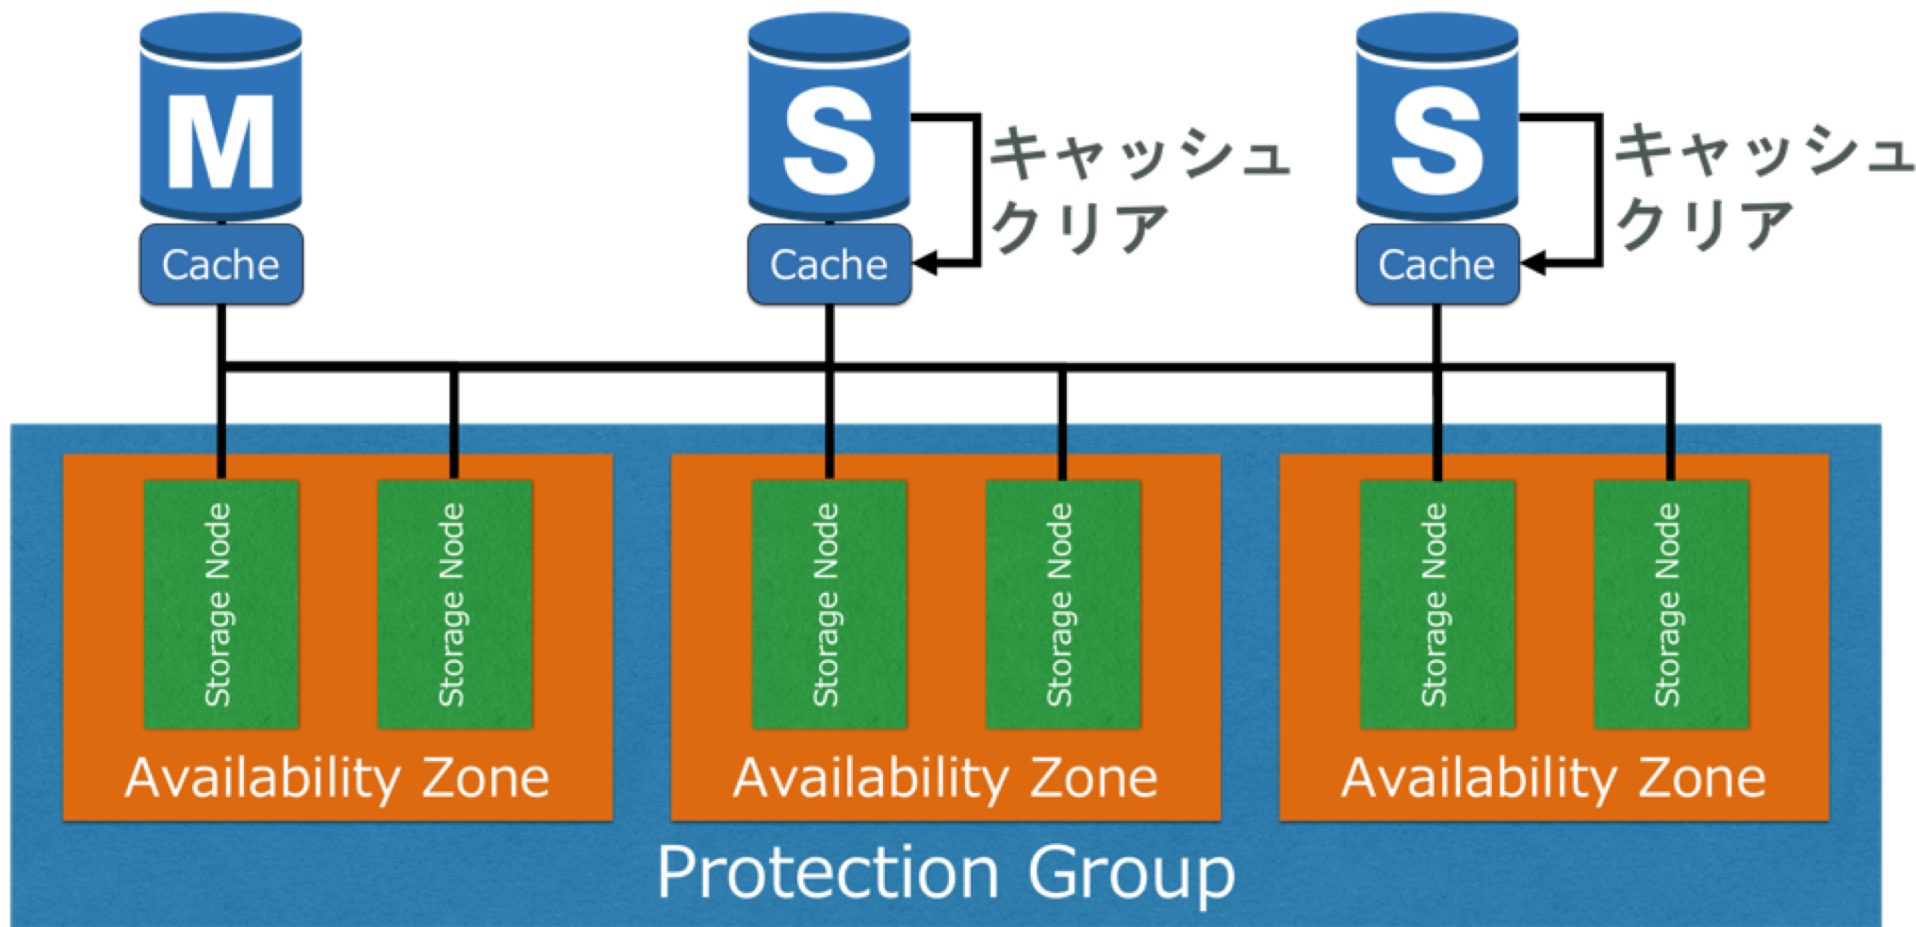 M
S
キャッシュ
クリア
S
キャッシュ
クリア
Cache
Cache
Cache
Storage Node
Storage Node
Storage Node
Storage Node
Storage Node
Storage Node
Availability Zone
Availability Zone
Availability Zone
Protection Group